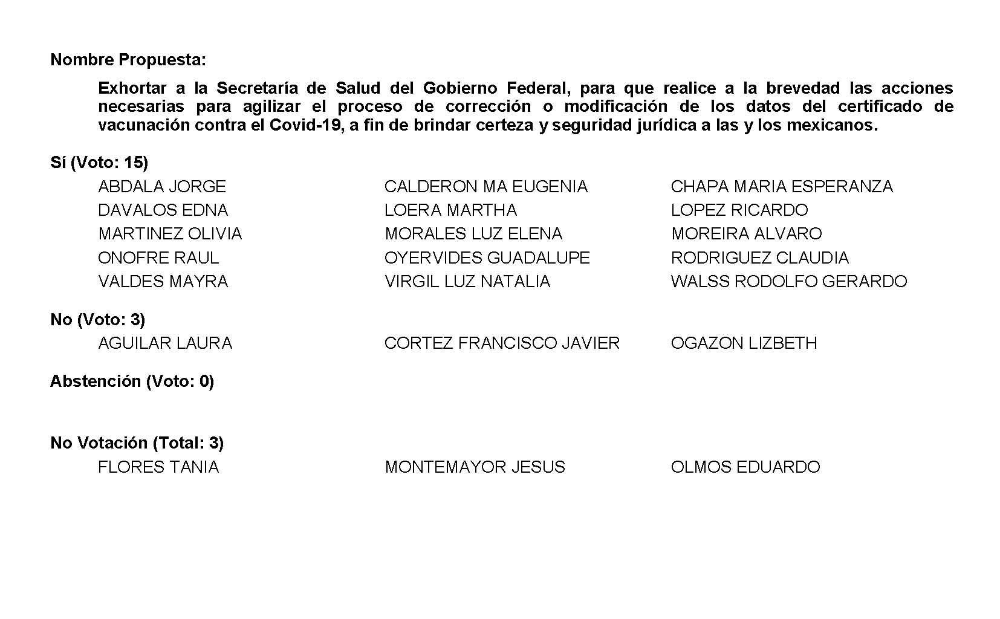 Nombre Propuesta:
Exhortar a la Secretaría de Salud del Gobierno Federal, para que realice a la brevedad las acciones
necesarias para agilizar el proceso de corrección o modificación de los datos del certificado de
vacunación contra el Covid-19, a fin de brindar certeza y seguridad jurídica a las y los mexicanos.
Sí (Voto: 15)
ABDALA JORGE CALDERON MA EUGENIA CHAPA MARIA ESPERANZA
DAVALOS EDNA LOERA MARTHA LOPEZ RICARDO
MARTINEZ OLIVIA MORALES LUZ ELENA MOREIRA ALVARO
ONOFRE RAUL OYERVIDES GUADALUPE RODRIGUEZ CLAUDIA
VALDES MAYRA VIRGIL LUZ NATALIA WALSS RODOLFO GERARDO
No (Voto: 3)
AGUILAR LAURA CORTEZ FRANCISCO JAVIER OGAZON LIZBETH
Abstención (Voto: 0)
No Votación (Total: 3)
FLORES TANIA MONTEMAYOR JESUS OLMOS EDUARDO